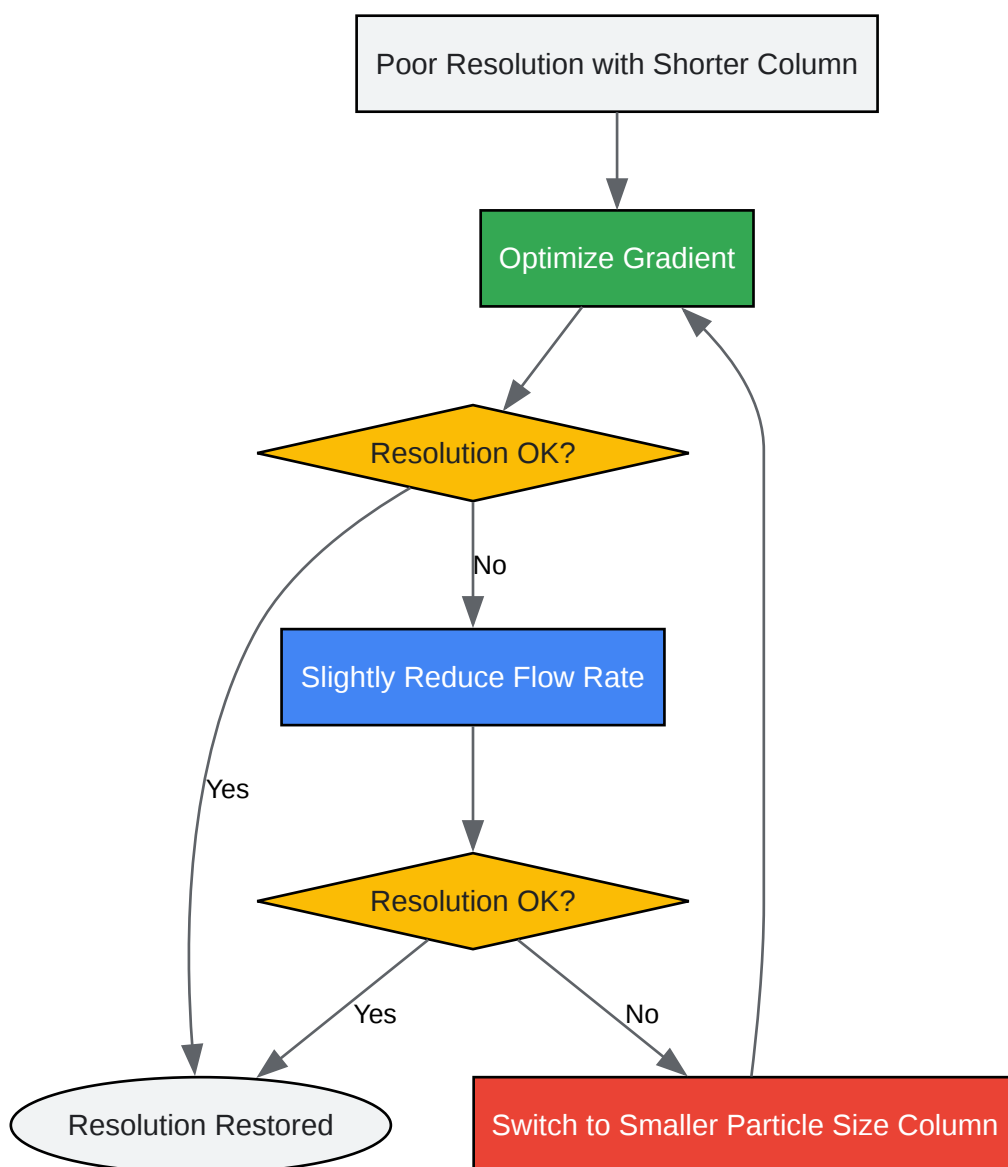 Poor Resolution with Shorter Column
Optimize Gradient
Resolution OK?
No
Slightly Reduce Flow Rate
Yes
Resolution OK?
Yes
No
Resolution Restored
Switch to Smaller Particle Size Column